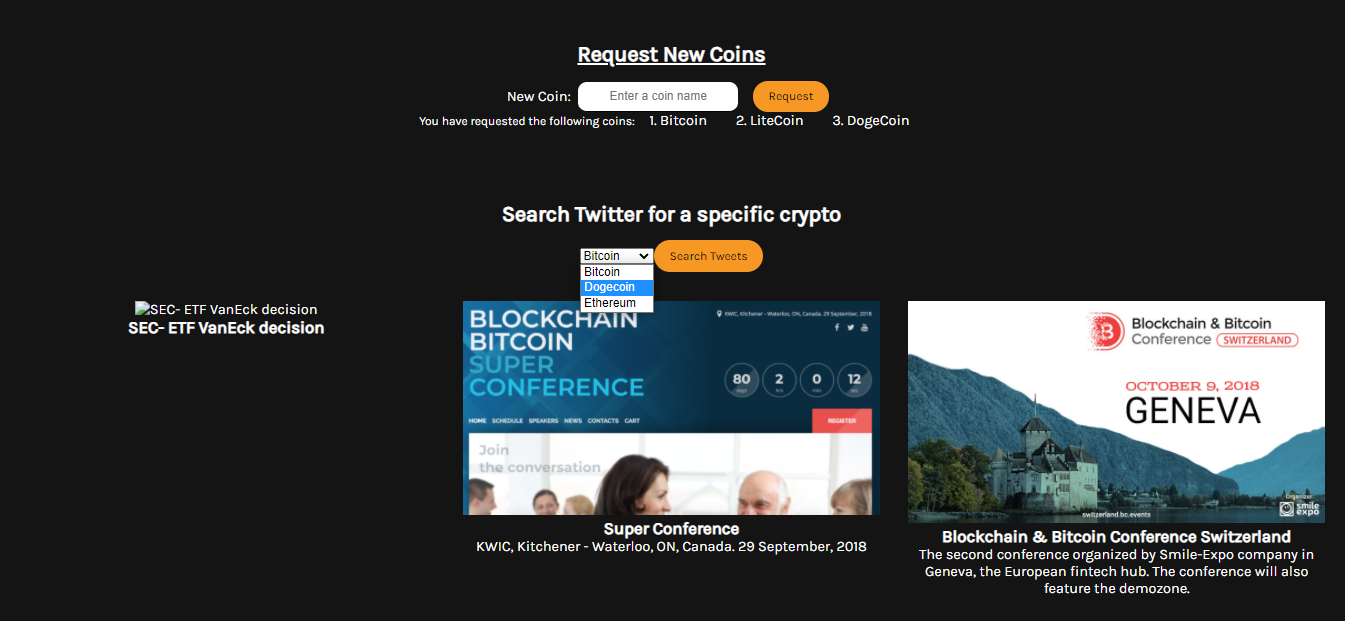 Request New Coins
New Coin: Enter a coin name Request
You have requested the following coins: 1. Bitcoin 2. LiteCoin 3. DogeCoin
Search Twitter for a specific crypto
Bitcoin Search Tweets
Bitcoin
Dogecoin
Ethereum
SEC- ETF VanEck decision
SEC- ETF VanEck decision
BLOCKCHAIN
BITCOIN
SUPER
CONFERENCE
KWIC, Kitchener - Waterloo, ON, Canada. 29 September, 2018
80 2 0 12
days hrs min sec
HOME SCHEDULE SPEAKERS NEWS CONTACTS CART REGISTER
Join
the conversation
Super Conference
KWIC, Kitchener - Waterloo, ON, Canada. 29 September, 2018
Blockchain & Bitcoin
Conference SWITZERLAND
OCTOBER 9, 2018
GENEVA
Organizer:
smile
expo
switzerland.bc.events
Blockchain & Bitcoin Conference Switzerland
The second conference organized by Smile-Expo company in
Geneva, the European fintech hub. The conference will also
feature the demozone.